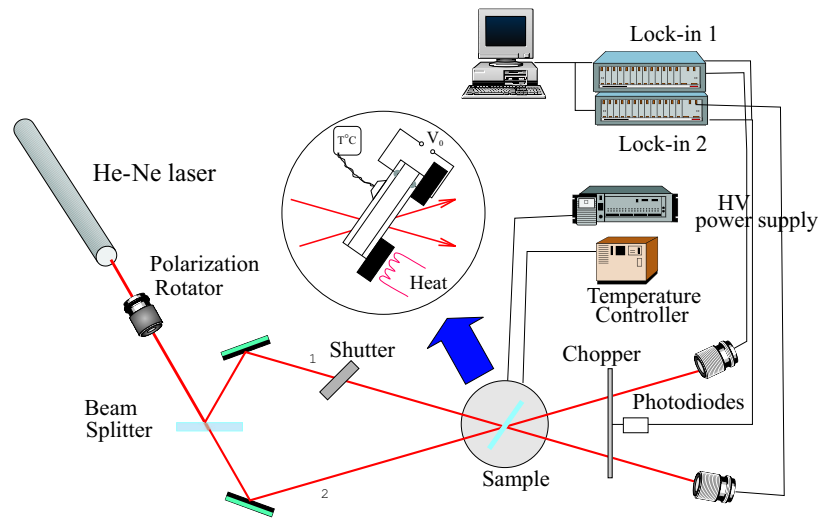 Lock-in 1
Lock-in 2
T°C
V₀
He-Ne laser
HV
power supply
Polarization
Rotator
Heat
Temperature
Controller
1
Shutter
Chopper
Beam
Splitter
Photodiodes
2
Sample